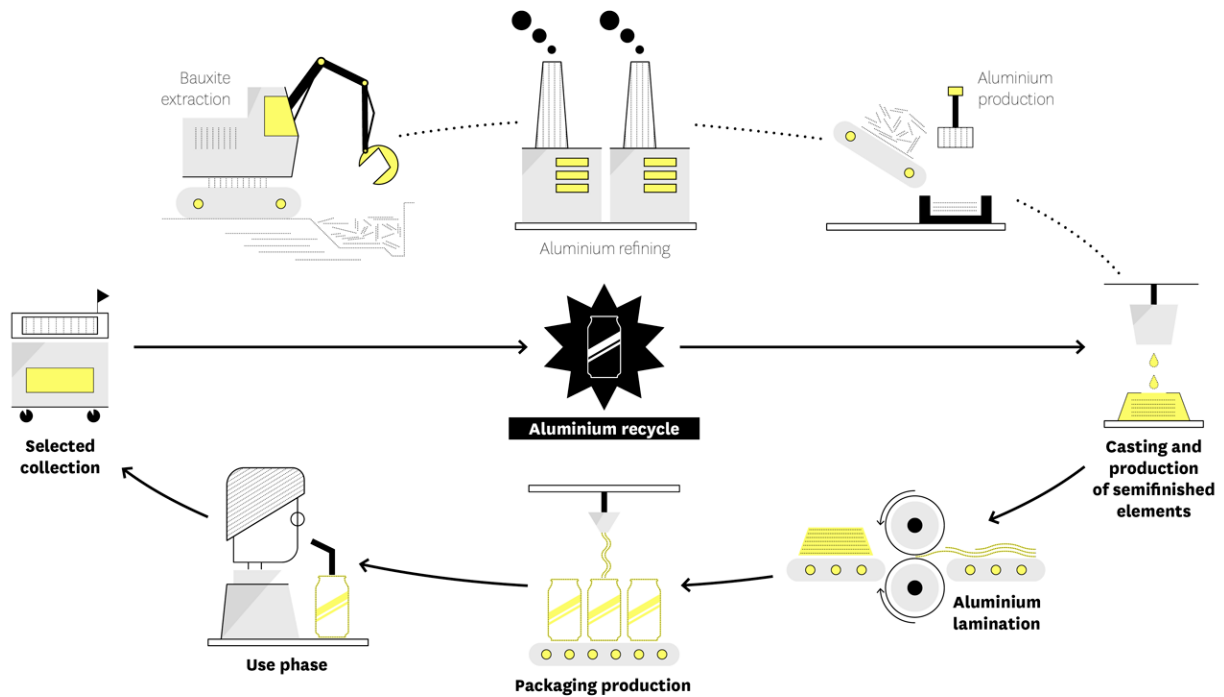 Bauxite
extraction
Aluminium refining
Aluminium
production
Selected
collection
Aluminium recycle
Casting and
production
of semifinished
elements
Aluminium
lamination
Packaging production
Use phase